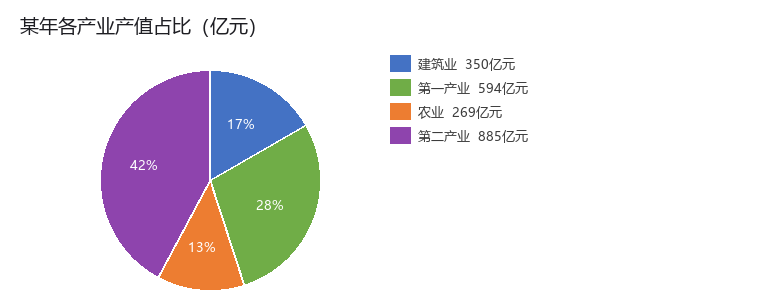 某年各产业产值占比（亿元）
建筑业 350亿元
第一产业 594亿元
农业 269亿元
第二产业 885亿元
17%
28%
13%
42%